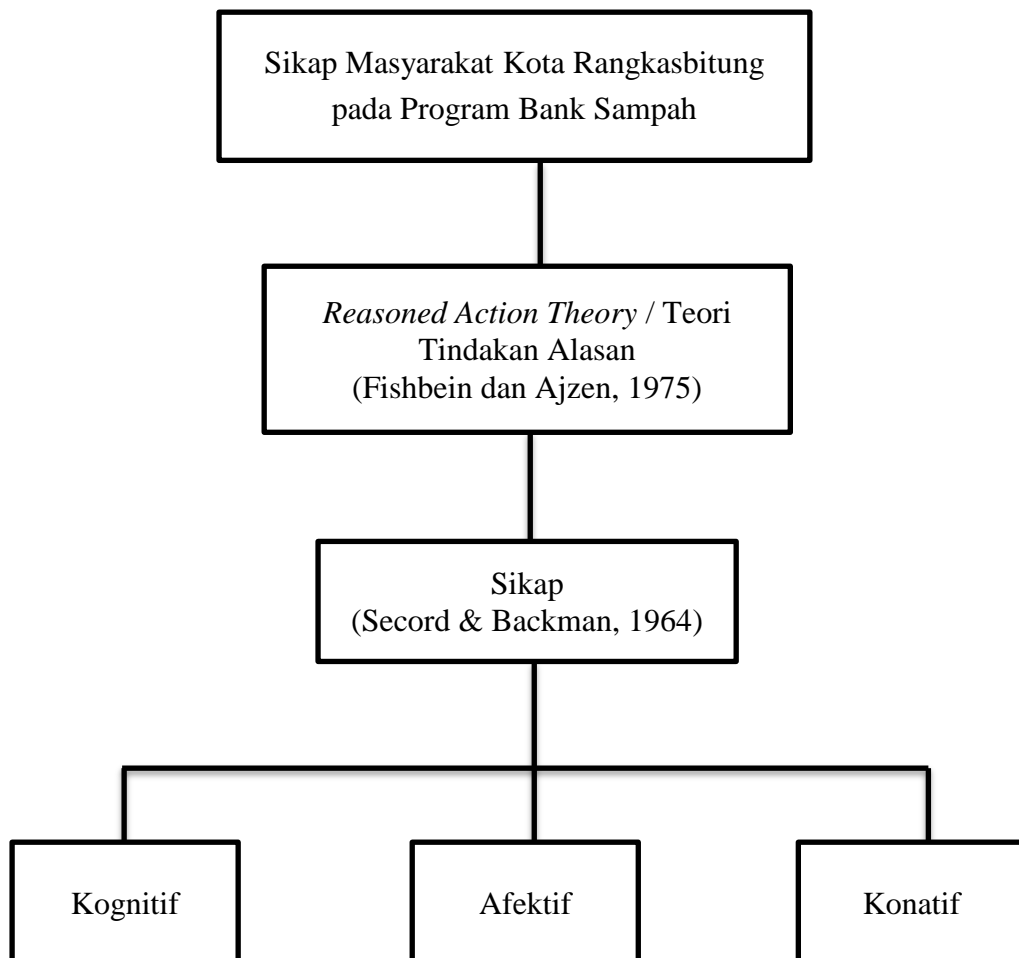 Sikap Masyarakat Kota Rangkasbitung
pada Program Bank Sampah
Reasoned Action Theory / Teori
Tindakan Alasan
(Fishbein dan Ajzen, 1975)
Sikap
(Secord & Backman, 1964)
Kognitif
Afektif
Konatif